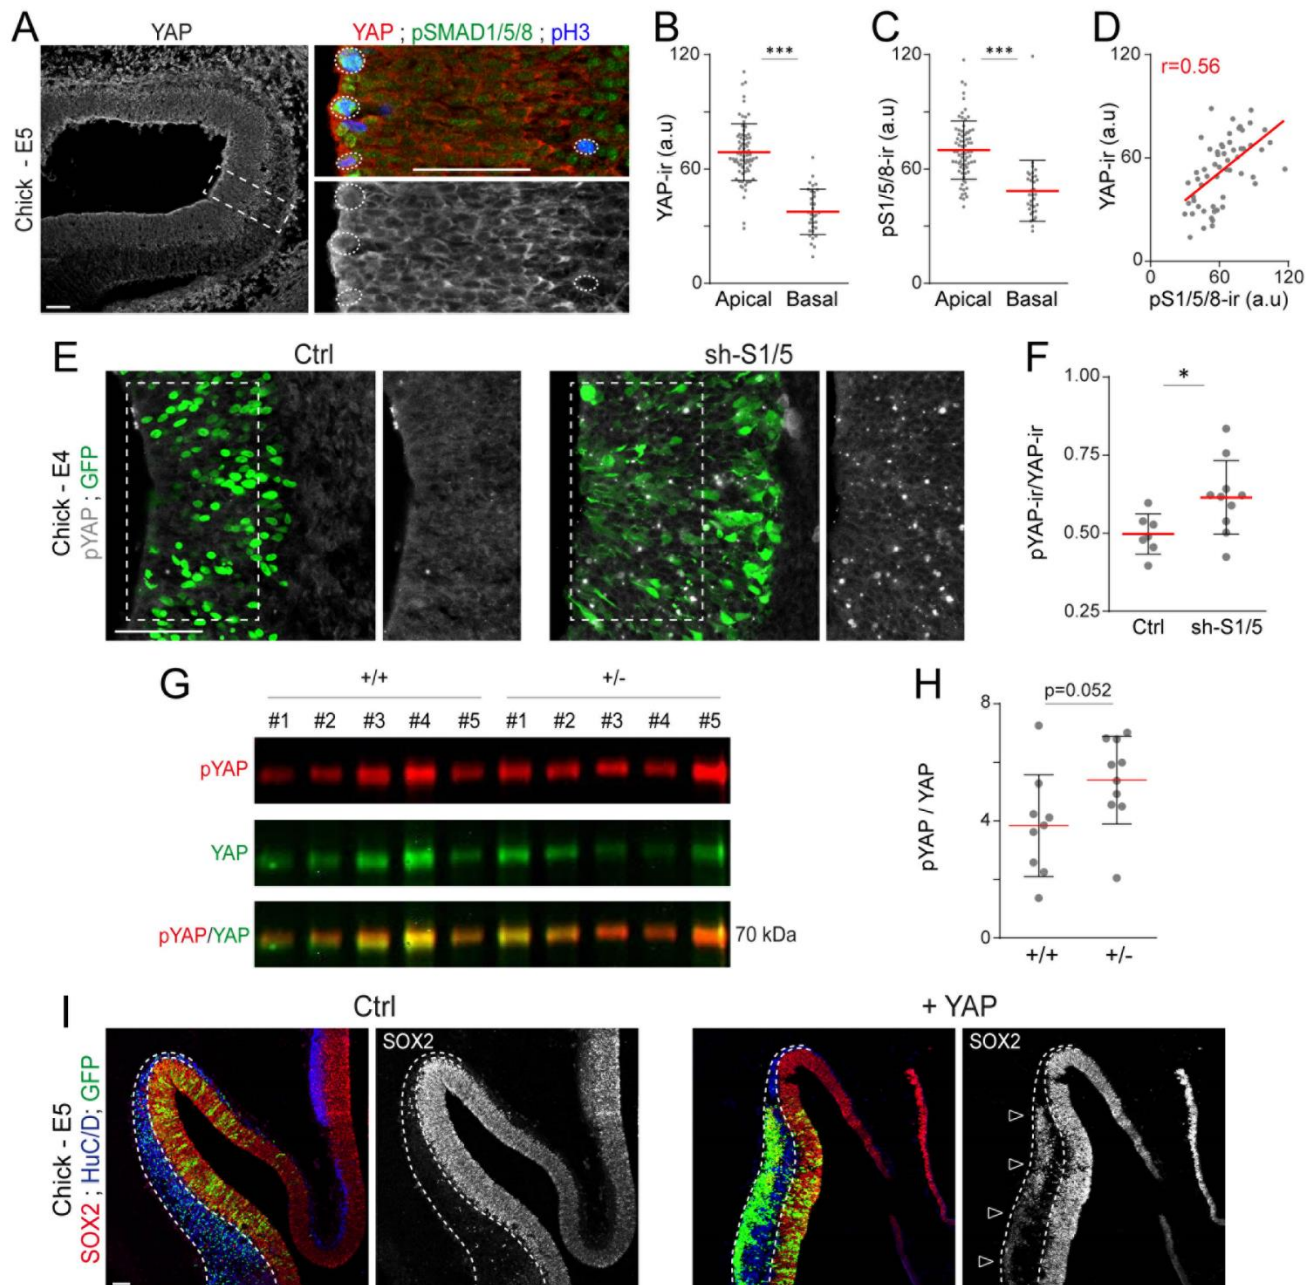 A
YAP
YAP ; pSMAD1/5/8 ; pH3
Chick - E5
B
120
60
0
YAP-ir (a.u)
***
Apical Basal
C
120
60
0
pS1/5/8-ir (a.u)
***
Apical Basal
D
120
60
0
YAP-ir (a.u)
r=0.56
0 60 120
pS1/5/8-ir (a.u)
E
Ctrl
sh-S1/5
Chick - E4
pYAP ; GFP
F
1.00
0.75
0.50
0.25
pYAP-ir/YAP-ir
*
Ctrl sh-S1/5
G
+/+ +/-
#1 #2 #3 #4 #5 #1 #2 #3 #4 #5
pYAP
YAP
pYAP/YAP
70 kDa
H
p=0.052
8
4
0
pYAP / YAP
+/+ +/-
I
Ctrl
+ YAP
Chick - E5
SOX2 ; HuC/D; GFP
SOX2
SOX2